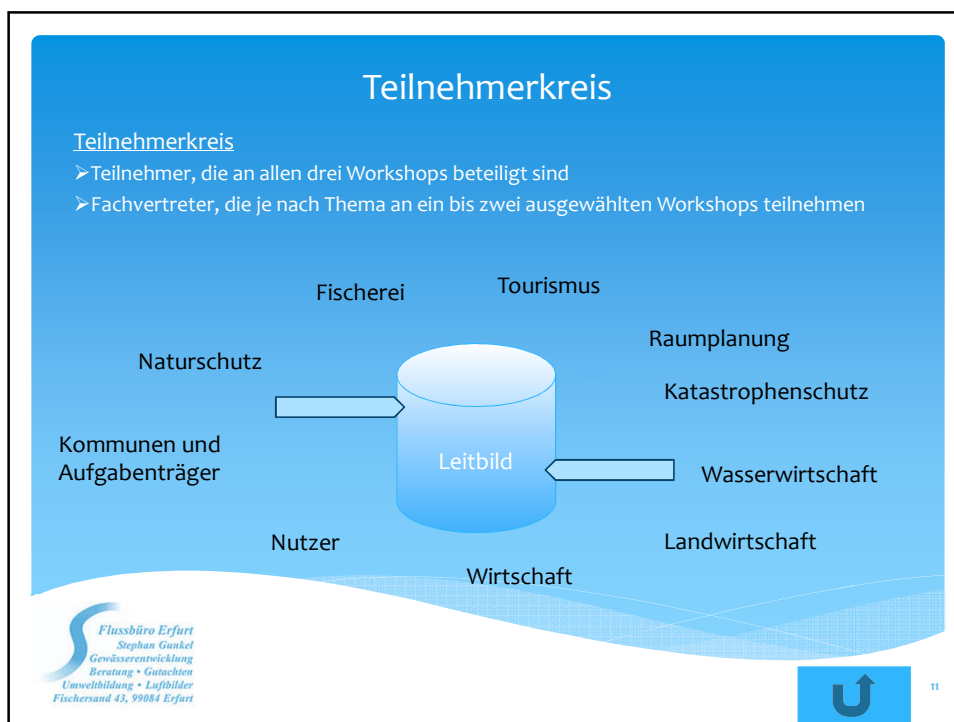 Teilnehmerkreis
Teilnehmerkreis
➢Teilnehmer, die an allen drei Workshops beteiligt sind
➢Fachvertreter, die je nach Thema an ein bis zwei ausgewählten Workshops teilnehmen
Fischerei
Tourismus
Raumplanung
Naturschutz
Katastrophenschutz
Kommunen und
Aufgabenträger
Leitbild
Wasserwirtschaft
Nutzer
Landwirtschaft
Wirtschaft
Flussbüro Erfurt
Stephan Gunkel
Gewässerentwicklung
Beratung • Gutachten
Umweltbildung • Luftbilder
Fischersand 43, 99084 Erfurt
11